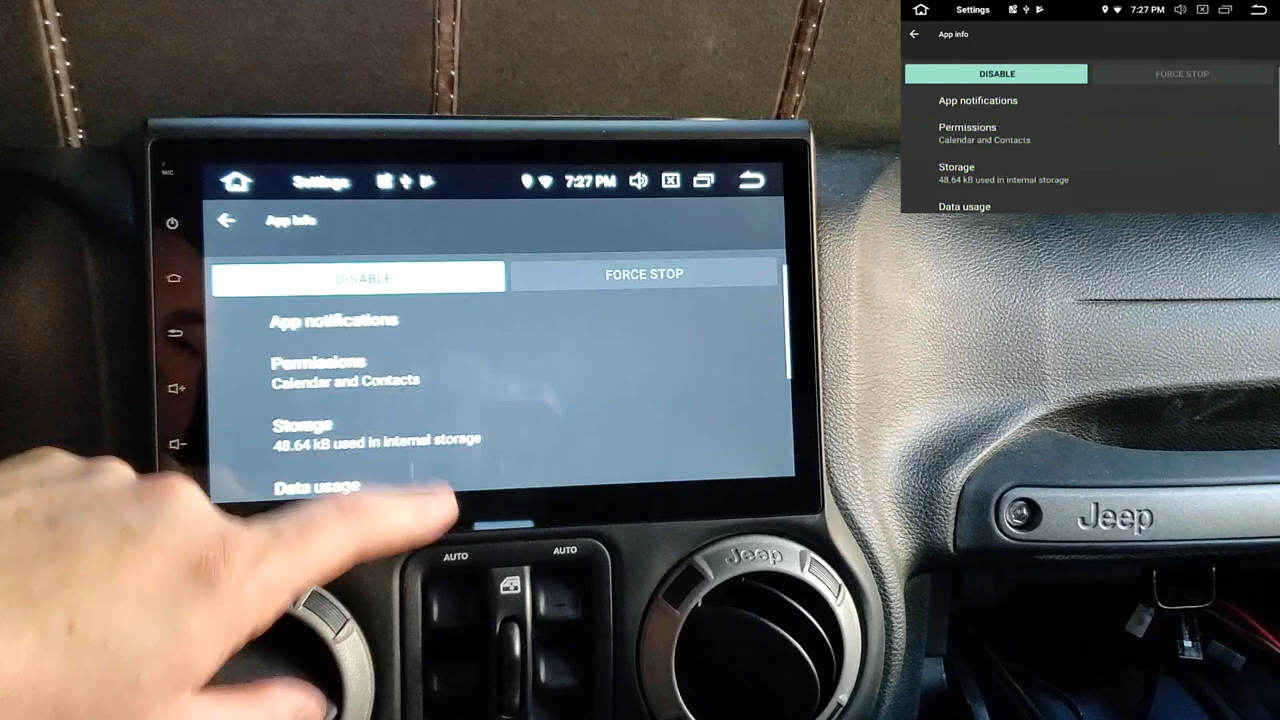 MIC
Settings
7:27 PM
App info
DISABLE
FORCE STOP
App notifications
Permissions
Calendar and Contacts
Storage
48.64 kB used in internal storage
Data usage
AUTO
AUTO
Jeep
Jeep
Settings
7:27 PM
App info
DISABLE
FORCE STOP
App notifications
Permissions
Calendar and Contacts
Storage
48.64 kB used in internal storage
Data usage